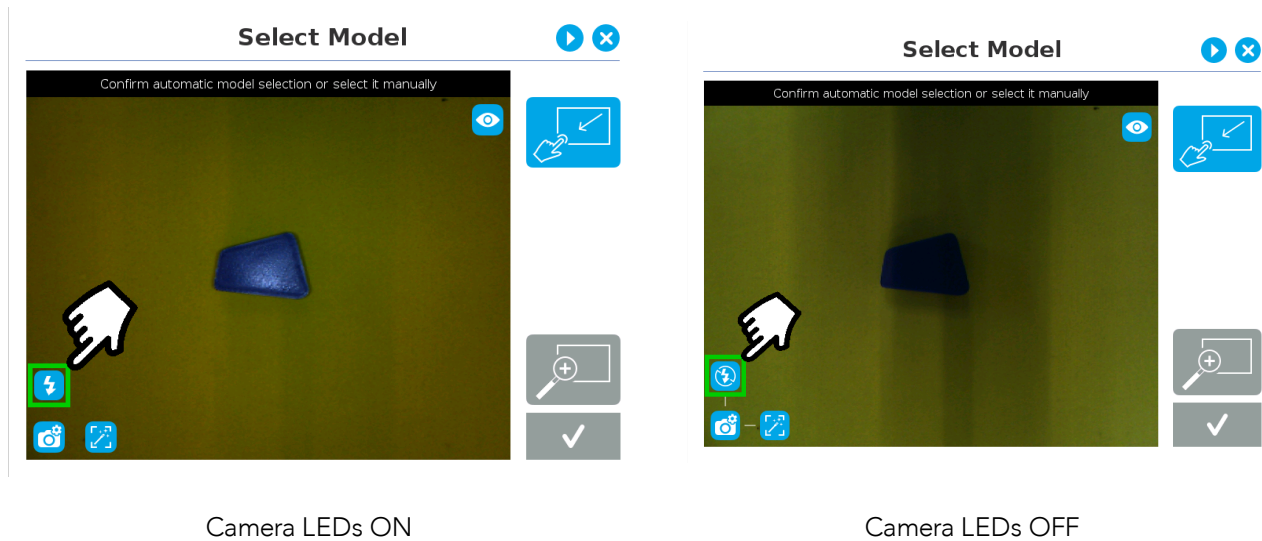 Select Model
Confirm automatic model selection or select it manually
Camera LEDs ON
Select Model
Confirm automatic model selection or select it manually
Camera LEDs OFF